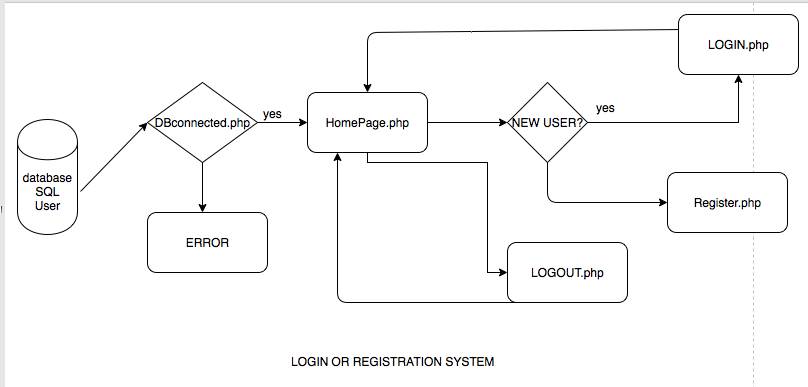 LOGIN.php
yes
DBconnected.php
yes
HomePage.php
NEW USER?
database
SQL
User
Register.php
ERROR
LOGOUT.php
LOGIN OR REGISTRATION SYSTEM